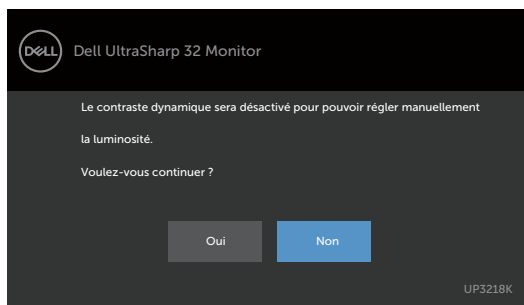 DELL Dell UltraSharp 32 Monitor
Le contraste dynamique sera désactivé pour pouvoir régler manuellement
la luminosité.
Voulez-vous continuer ?
Oui Non
UP3218K